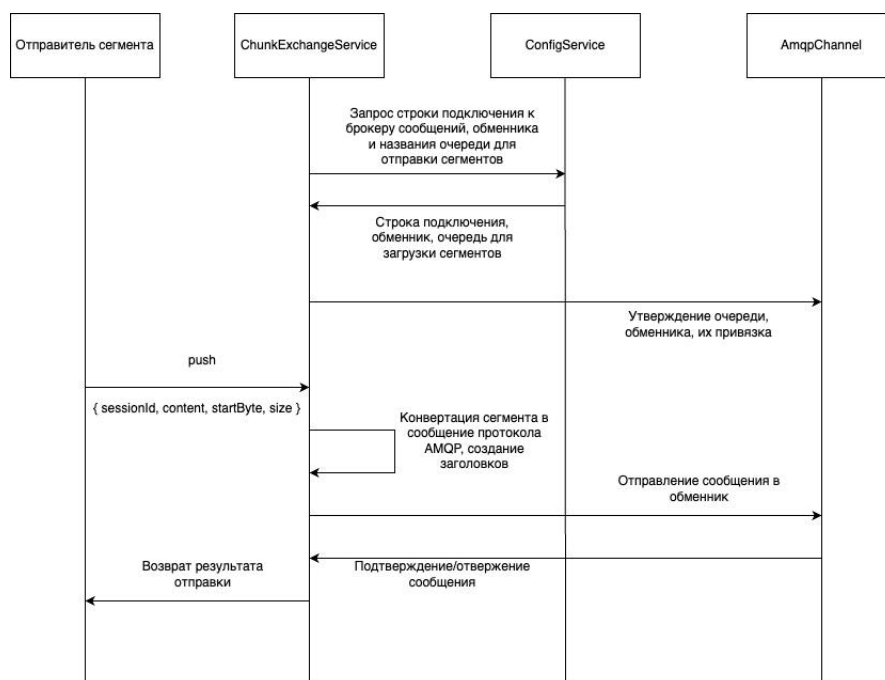 Отправитель сегмента
ChunkExchangeService
ConfigService
AmqpChannel
Запрос строки подключения к
брокеру сообщений, обменника
и названия очереди для
отправки сегментов
Строка подключения,
обменник, очередь для
загрузки сегментов
Утверждение очереди,
обменника, их привязка
push
{ sessionId, content, startByte, size }
Конвертация сегмента в
сообщение протокола
AMQP, создание
заголовков
Отправление сообщения в
обменник
Подтверждение/отвержение
сообщения
Возврат результата
отправки